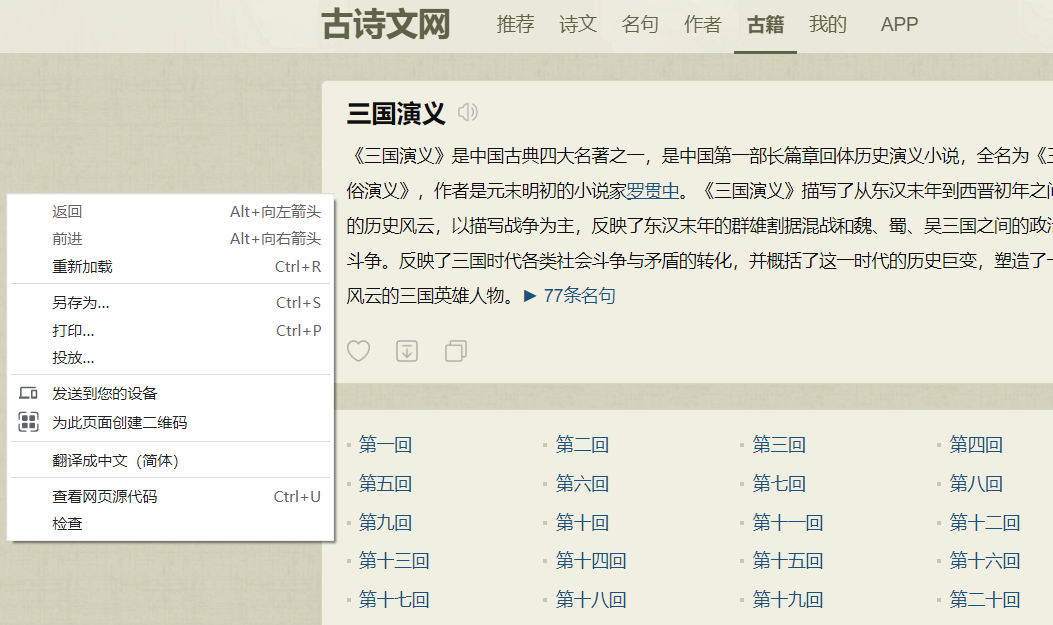 古诗文网 推荐 诗文 名句 作者 古籍 我的 APP
三国演义
《三国演义》是中国古典四大名著之一，是中国第一部长篇章回体历史演义小说，全名为《三
俗演义》，作者是元末明初的小说家罗贯中。《三国演义》描写了从东汉末年到西晋初年之间
的历史风云，以描写战争为主，反映了东汉末年的群雄割据混战和魏、蜀、吴三国之间的政治
斗争。反映了三国时代各类社会斗争与矛盾的转化，并概括了这一时代的历史巨变，塑造了一
风云的三国英雄人物。► 77条名句
返回 Alt+向左箭头
前进 Alt+向右箭头
重新加载 Ctrl+R
另存为... Ctrl+S
打印... Ctrl+P
投放...
发送到您的设备
为此页面创建二维码
翻译成中文（简体）
查看网页源代码 Ctrl+U
检查
第一回 第二回 第三回 第四回
第五回 第六回 第七回 第八回
第九回 第十回 第十一回 第十二回
第十三回 第十四回 第十五回 第十六回
第十七回 第十八回 第十九回 第二十回